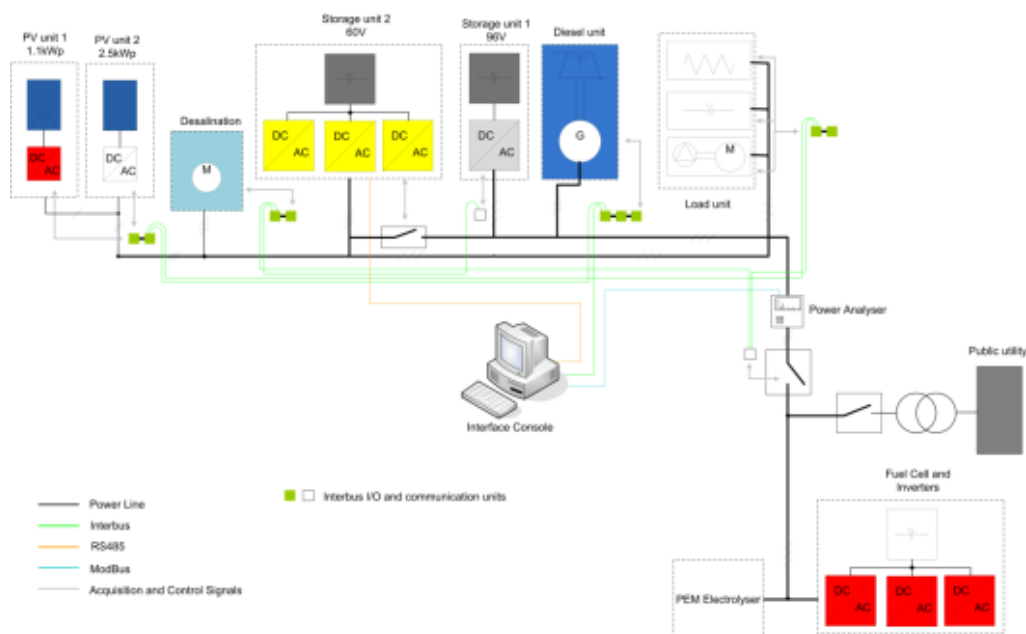 PV unit 1
1.1kWp
PV unit 2
2.5kWp
Storage unit 2
60V
Storage unit 1
96V
Diesel unit
DC
AC
DC
AC
Desalination
M
DC
AC
DC
AC
DC
AC
DC
AC
G
M
Load unit
Power Analyser
Public utility
Interface Console
Power Line
Interbus
RS485
ModBus
Acquisition and Control Signals
Interbus I/O and communication units
Fuel Cell and
Inverters
PEM Electrolyser
DC
AC
DC
AC
DC
AC